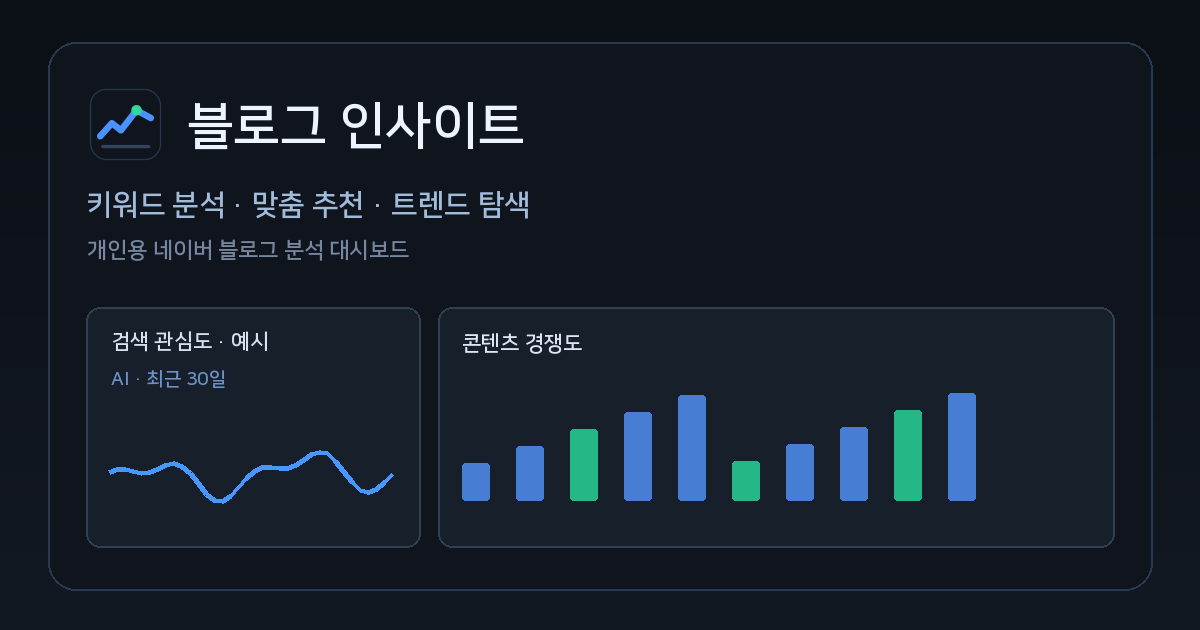 블로그 인사이트
키워드 분석 · 맞춤 추천 · 트렌드 탐색
개인용 네이버 블로그 분석 대시보드
검색 관심도 · 예시
AI · 최근 30일
콘텐츠 경쟁도